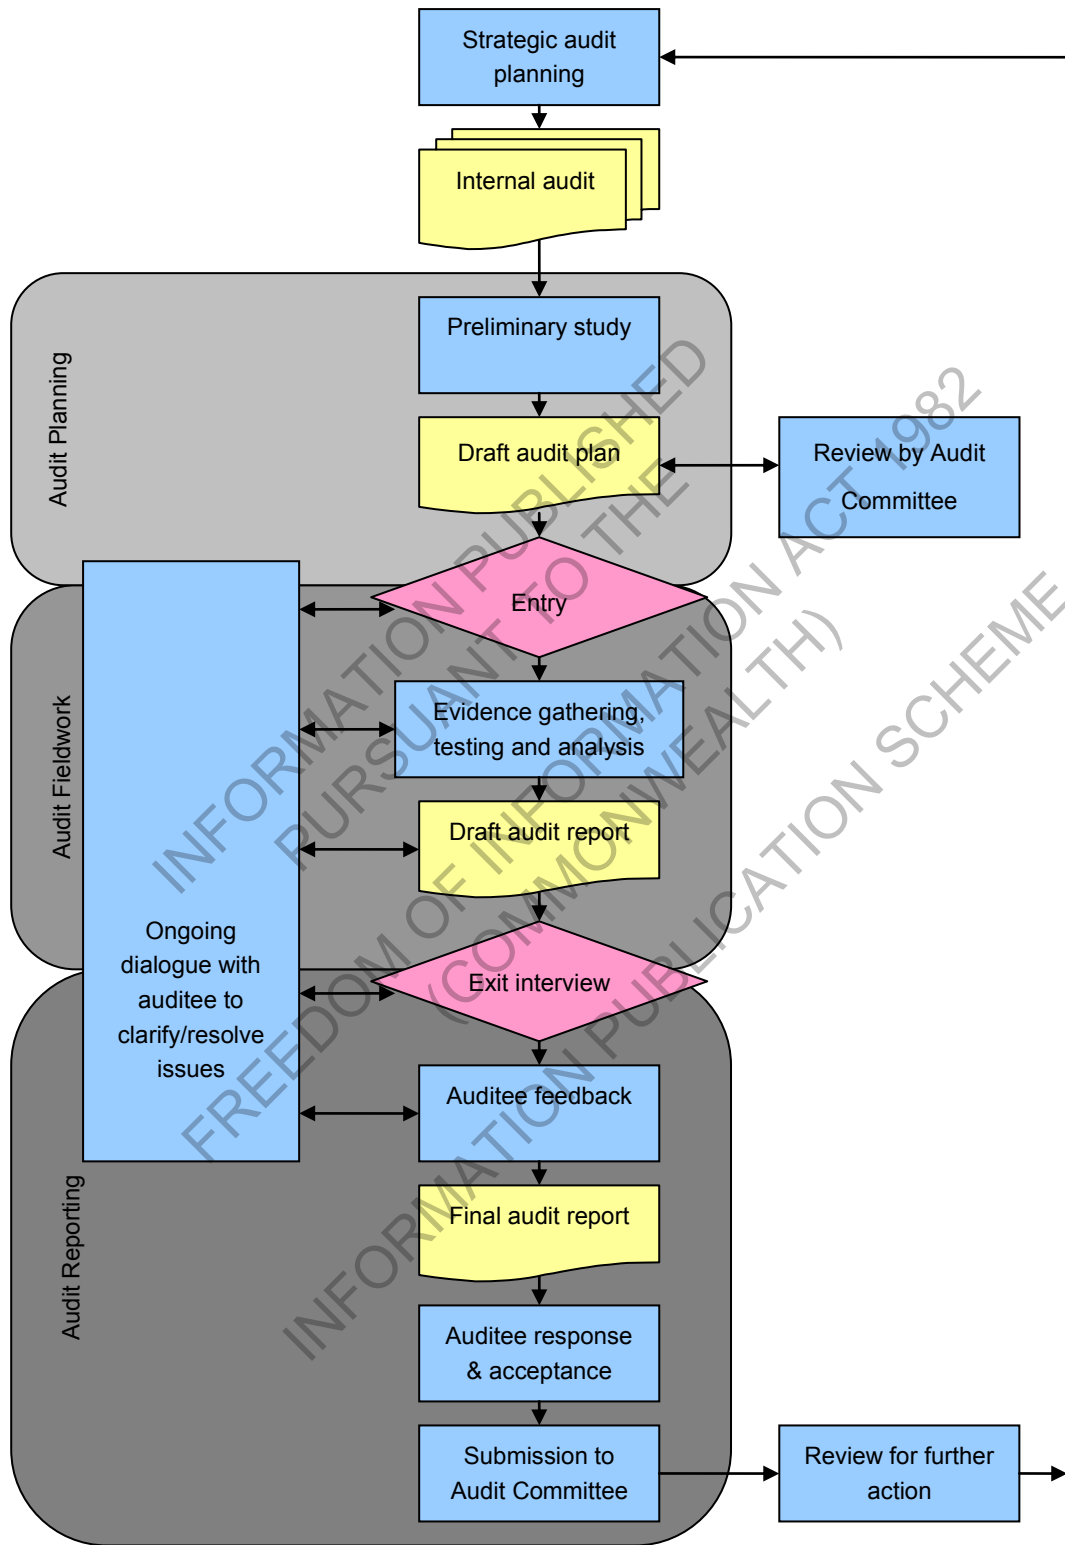 Strategic audit
planning
Internal audit
Audit Planning
Preliminary study
Draft audit plan
Review by Audit
Committee
Entry
Audit Fieldwork
Evidence gathering,
testing and analysis
Draft audit report
Ongoing
dialogue with
auditee to
clarify/resolve
issues
Exit interview
Audit Reporting
Auditee feedback
Final audit report
Auditee response
& acceptance
Submission to
Audit Committee
Review for further
action
INFORMATION PUBLISHED
PURSUANT TO THE
FREEDOM OF INFORMATION ACT 1982
(COMMONWEALTH)
INFORMATION PUBLICATION SCHEME